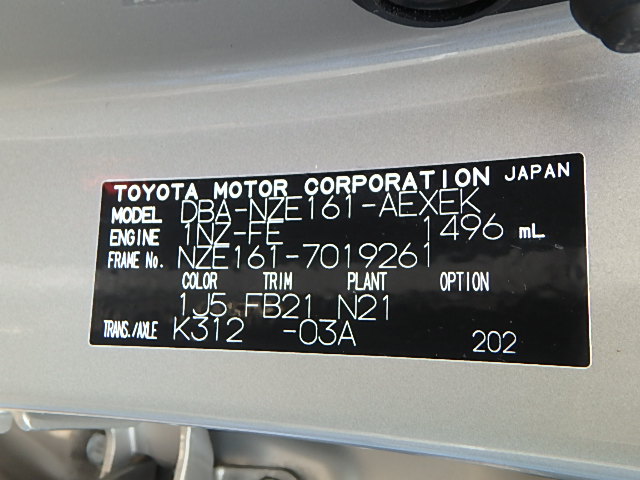 TOYOTA MOTOR CORPORATION JAPAN
MODEL DBA-NZE161-AEXEK
ENGINE 1NZ-FE 1496 mL
FRAME No. NZE161-7019261
COLOR TRIM PLANT OPTION
1J5 FB21 N21
TRANS./AXLE K312 -03A 202